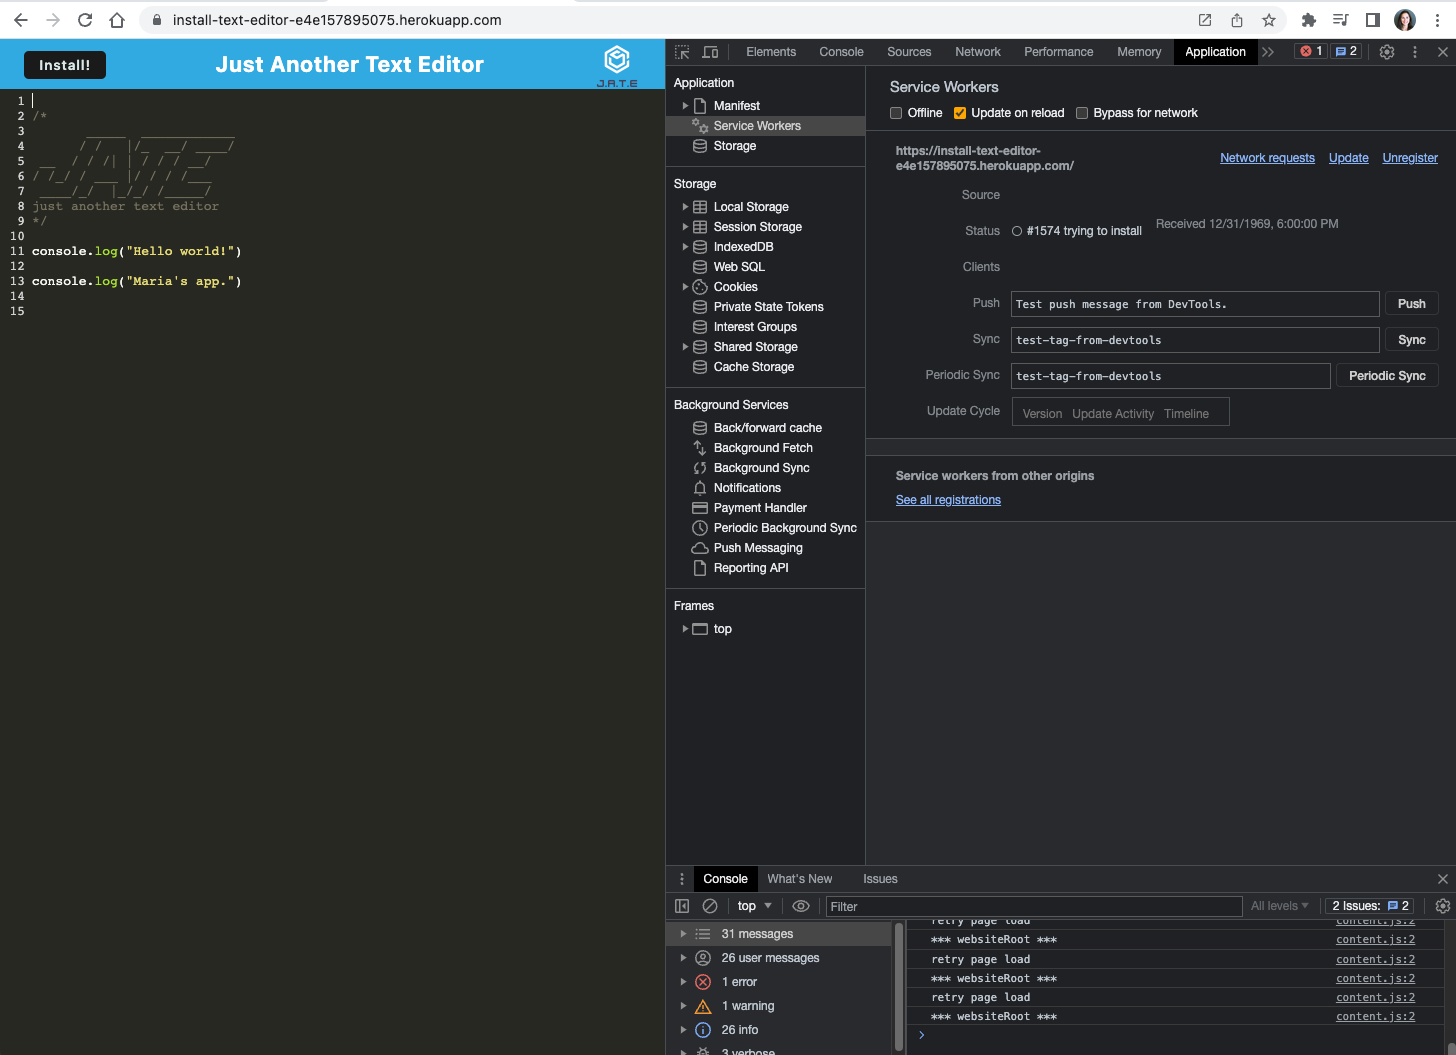 install-text-editor-e4e157895075.herokuapp.com
Install!
Just Another Text Editor
J.A.T.E
1
2 /*
3
4
5
6
7
8 just another text editor
9 */
10
11 console.log("Hello world!")
12
13 console.log("Maria's app.")
14
15
Elements Console Sources Network Performance Memory Application 1 2
Application
Manifest
Service Workers
Storage
Storage
Local Storage
Session Storage
IndexedDB
Web SQL
Cookies
Private State Tokens
Interest Groups
Shared Storage
Cache Storage
Background Services
Back/forward cache
Background Fetch
Background Sync
Notifications
Payment Handler
Periodic Background Sync
Push Messaging
Reporting API
Frames
top
Service Workers
Offline Update on reload Bypass for network
https://install-text-editor-
e4e157895075.herokuapp.com/
Network requests Update Unregister
Source
Status #1574 trying to install Received 12/31/1969, 6:00:00 PM
Clients
Push Test push message from DevTools. Push
Sync test-tag-from-devtools Sync
Periodic Sync test-tag-from-devtools Periodic Sync
Update Cycle Version Update Activity Timeline
Service workers from other origins
See all registrations
Console What's New Issues
top Filter All levels 2 Issues: 2
31 messages
26 user messages
1 error
1 warning
26 info
3 verbose
retry page load content.js:2
*** websiteRoot *** content.js:2
retry page load content.js:2
*** websiteRoot *** content.js:2
retry page load content.js:2
*** websiteRoot *** content.js:2